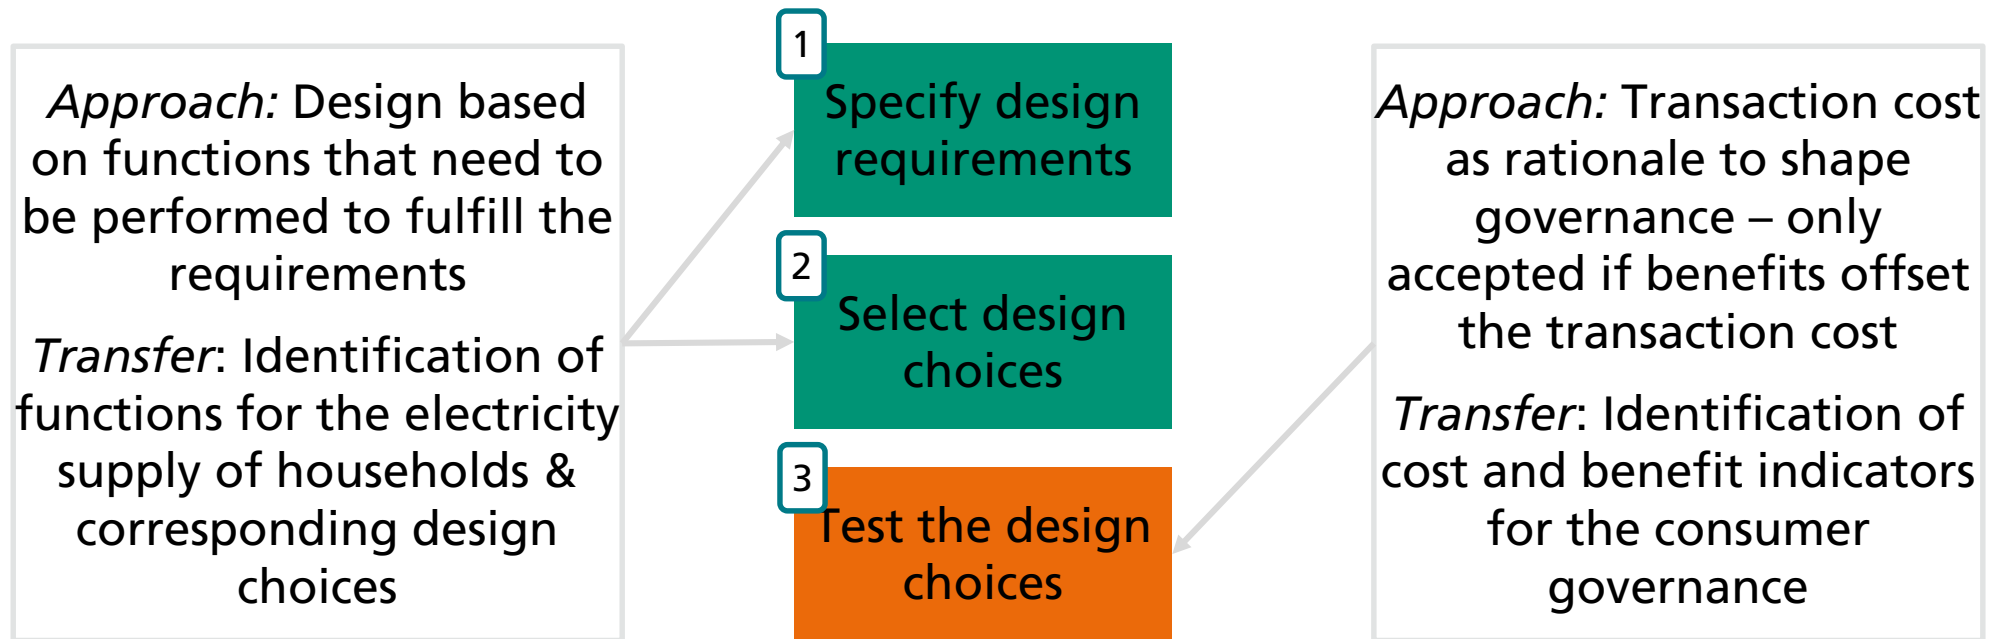 Approach: Design based
on functions that need to
be performed to fulfill the
requirements
Transfer: Identification of
functions for the electricity
supply of households &
corresponding design
choices
1
Specify design
requirements
2
Select design
choices
3
Test the design
choices
Approach: Transaction cost
as rationale to shape
governance – only
accepted if benefits offset
the transaction cost
Transfer: Identification of
cost and benefit indicators
for the consumer
governance